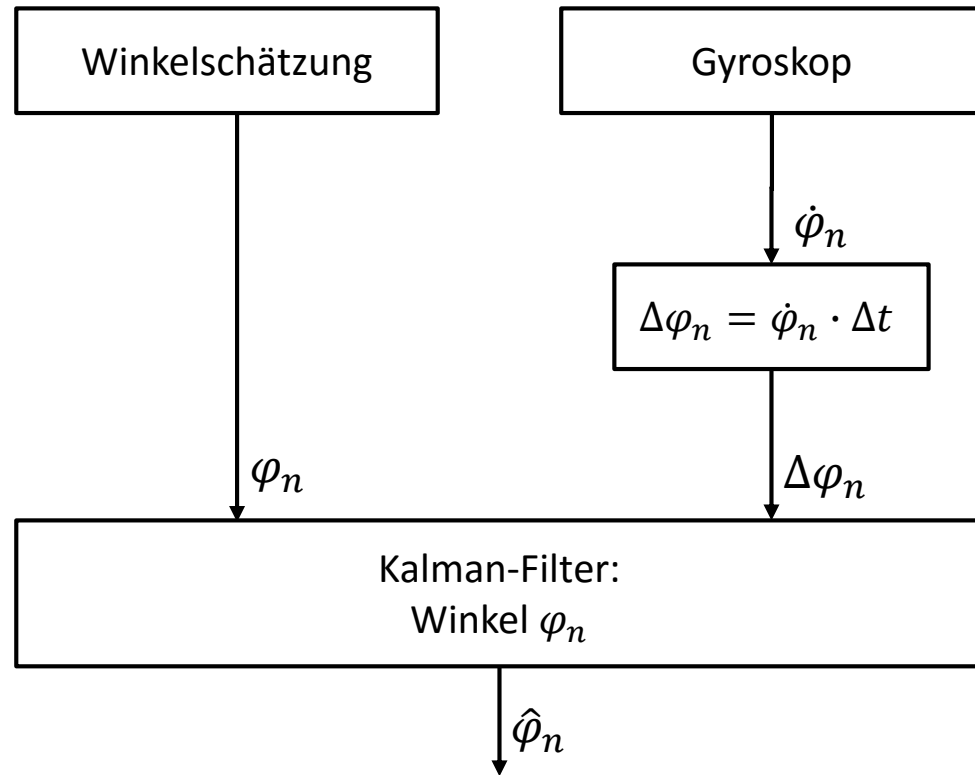 Winkelschätzung
Gyroskop
φ̇ₙ
Δφₙ = φ̇ₙ · Δt
φₙ
Δφₙ
Kalman-Filter:
Winkel φₙ
φ̂ₙ